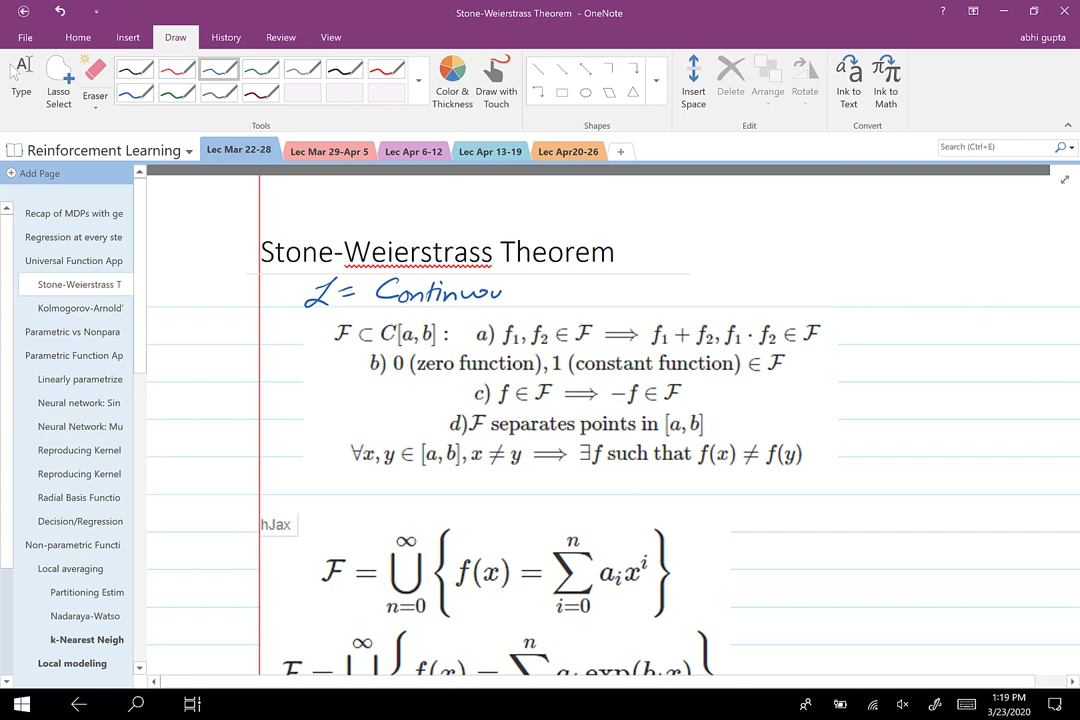 Stone-Weierstrass Theorem - OneNote
File Home Insert Draw History Review View abhi gupta
Type Lasso Select Eraser Color & Thickness Draw with Touch Insert Space Delete Arrange Rotate Ink to Text Ink to Math
Tools Shapes Edit Convert
Reinforcement Learning Lec Mar 22-28 Lec Mar 29-Apr 5 Lec Apr 6-12 Lec Apr 13-19 Lec Apr20-26 + Search (Ctrl+E)
Add Page
Recap of MDPs with ge
Regression at every ste
Universal Function App
Stone-Weierstrass T
Kolmogorov-Arnold'
Parametric vs Nonpara
Parametric Function Ap
Linearly parametrize
Neural network: Sin
Neural Network: Mu
Reproducing Kernel
Reproducing Kernel
Radial Basis Functio
Decision/Regression
Non-parametric Functi
Local averaging
Partitioning Estim
Nadaraya-Watso
k-Nearest Neigh
Local modeling
Stone-Weierstrass Theorem
ℒ = Continuou
ℱ ⊂ C[a, b] : a) f₁, f₂ ∈ ℱ ⟹ f₁ + f₂, f₁ · f₂ ∈ ℱ
b) 0 (zero function), 1 (constant function) ∈ ℱ
c) f ∈ ℱ ⟹ −f ∈ ℱ
d)ℱ separates points in [a, b]
∀x, y ∈ [a, b], x ≠ y ⟹ ∃f such that f(x) ≠ f(y)
hJax
ℱ = ⋃_{n=0}^{∞} { f(x) = ∑_{i=0}^{n} aᵢxⁱ }
ℱ = ⋃^{∞} { f(x) = ∑^{n} aᵢ exp(bᵢx) }
1:19 PM
3/23/2020